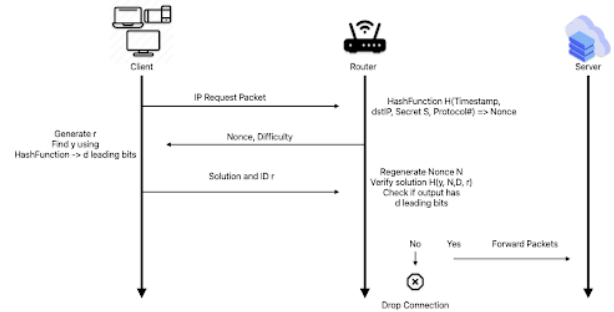 Client
Router
Server
IP Request Packet
HashFunction H(Timestamp,
dstIP, Secret S, Protocol#) => Nonce
Generate r
Find y using
HashFunction -> d leading bits
Nonce, Difficulty
Solution and ID r
Regenerate Nonce N
Verify solution H(y, N,D, r)
Check if output has
d leading bits
No
Yes
Forward Packets
Drop Connection